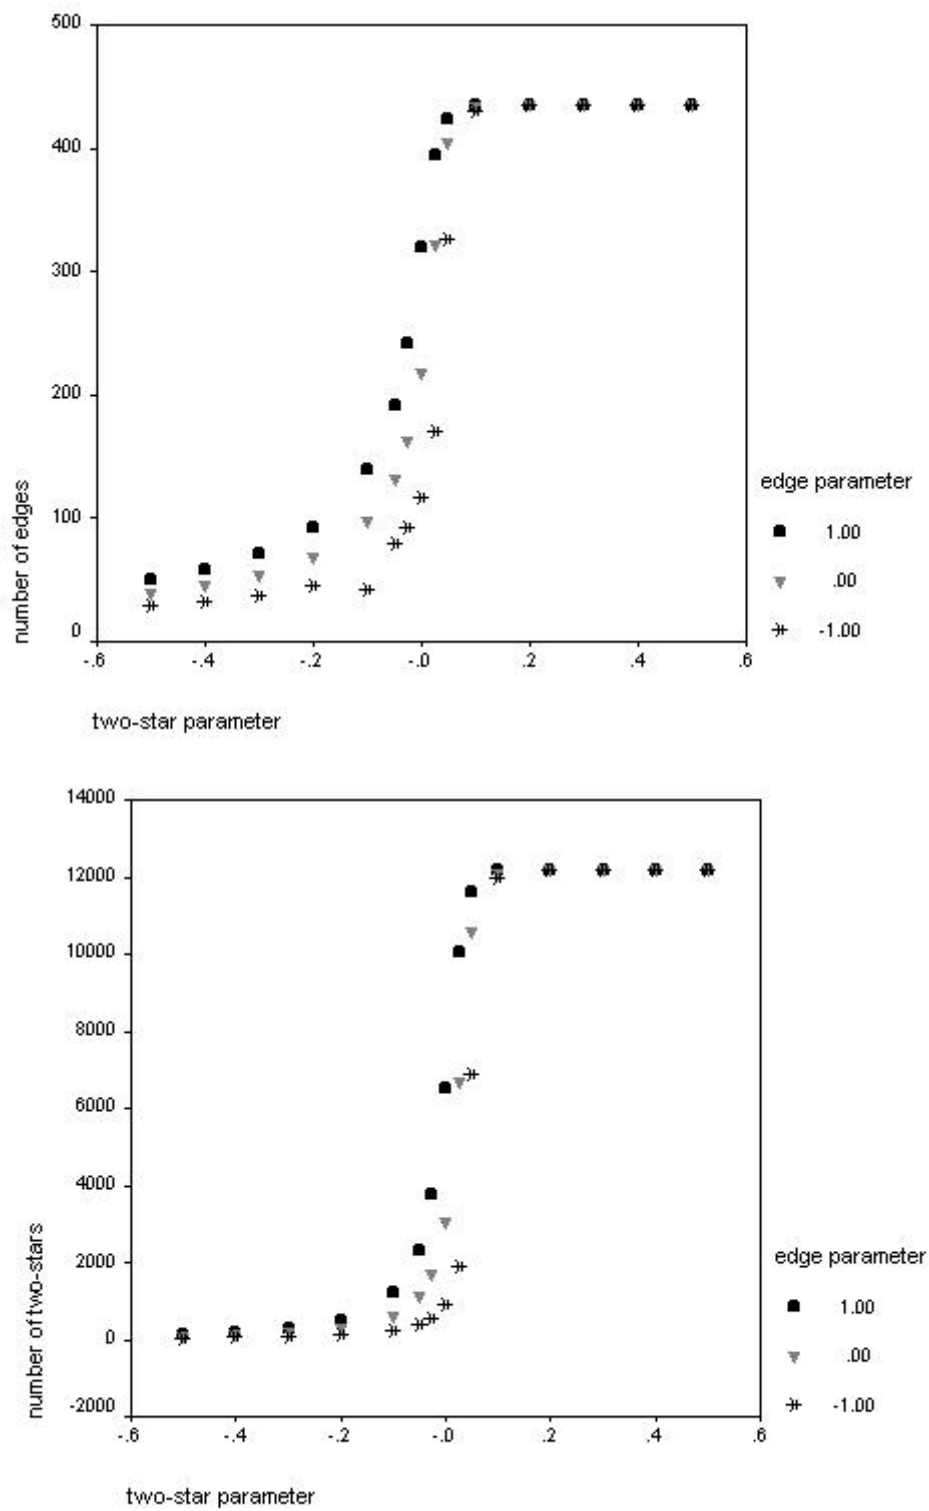 500
400
300
200
100
0
number of edges
-.6 -.4 -.2 -.0 .2 .4 .6
two-star parameter
edge parameter
1.00
.00
-1.00
14000
12000
10000
8000
6000
4000
2000
0
-2000
number of two-stars
-.6 -.4 -.2 -.0 .2 .4 .6
two-star parameter
edge parameter
1.00
.00
-1.00